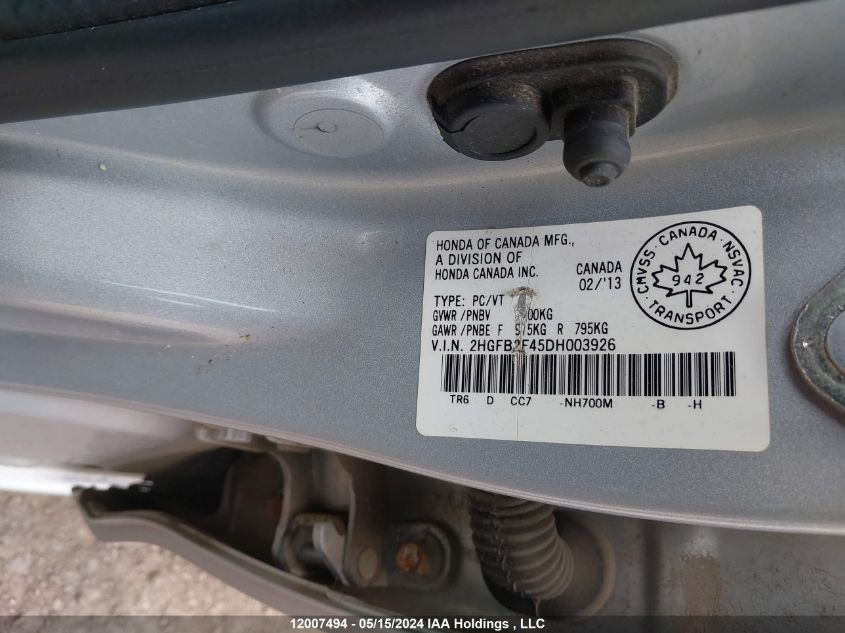 HONDA OF CANADA MFG.,
A DIVISION OF
HONDA CANADA INC.
CANADA
02/'13
CMVSS · CANADA · NSVAC
942
TRANSPORT
TYPE: PC/VT
GVWR /PNBV
GAWR /PNBE F R 795KG
V.I.N. 2HGFB2F45DH003926
TR6 D CC7 -NH700M -B -H
12007494 - 05/15/2024 IAA Holdings , LLC